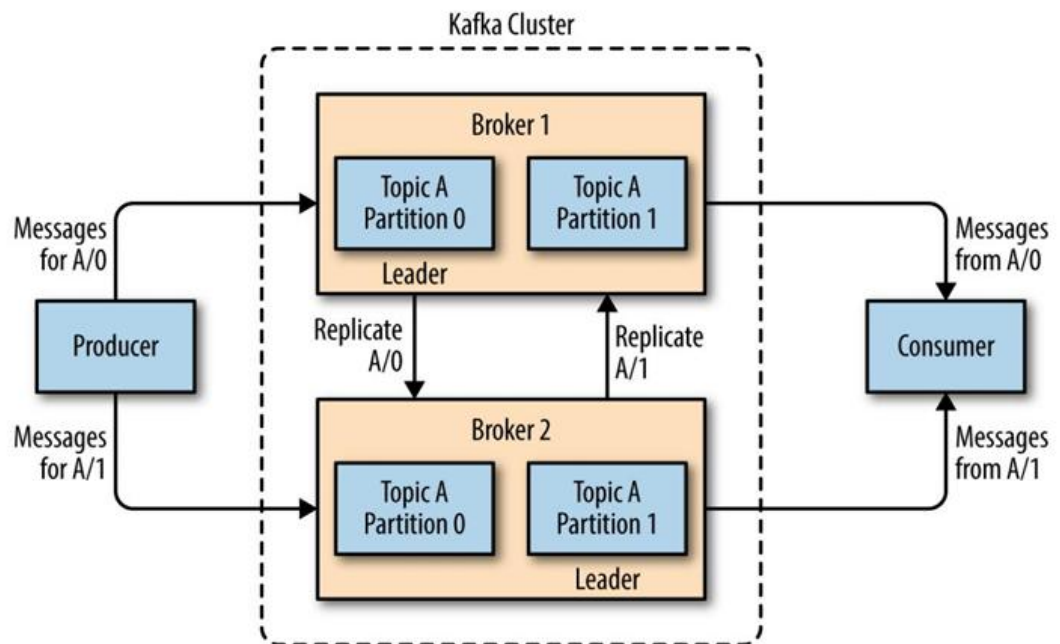 Kafka Cluster
Broker 1
Topic A
Partition 0
Topic A
Partition 1
Leader
Messages
for A/0
Messages
from A/0
Producer
Replicate
A/0
Replicate
A/1
Consumer
Messages
for A/1
Messages
from A/1
Broker 2
Topic A
Partition 0
Topic A
Partition 1
Leader